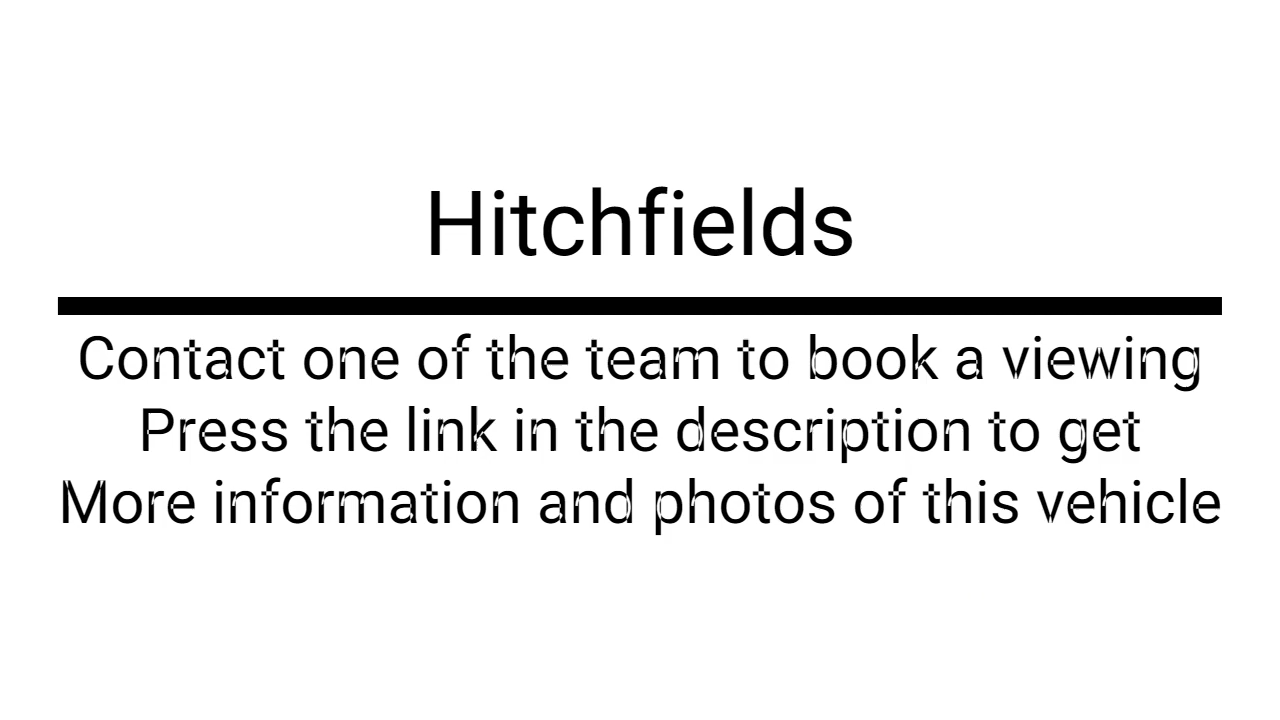 Hitchfields
Contact one of the team to book a viewing
Press the link in the description to get
More information and photos of this vehicle